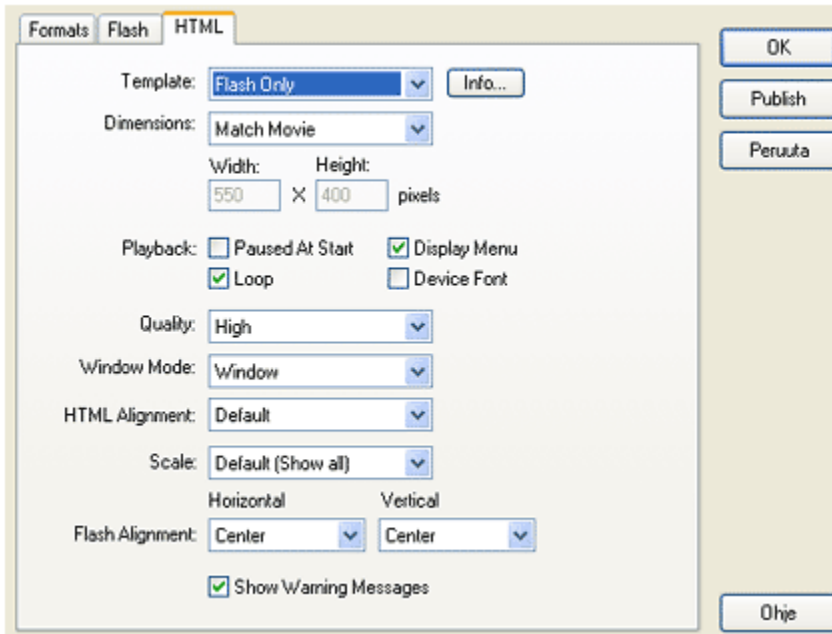 Formats Flash HTML
OK
Template: Flash Only Info...
Publish
Dimensions: Match Movie
Peruuta
Width: Height:
550 X 400 pixels
Playback: Paused At Start Display Menu
Loop Device Font
Quality: High
Window Mode: Window
HTML Alignment: Default
Scale: Default (Show all)
Horizontal Vertical
Flash Alignment: Center Center
Show Warning Messages
Ohje